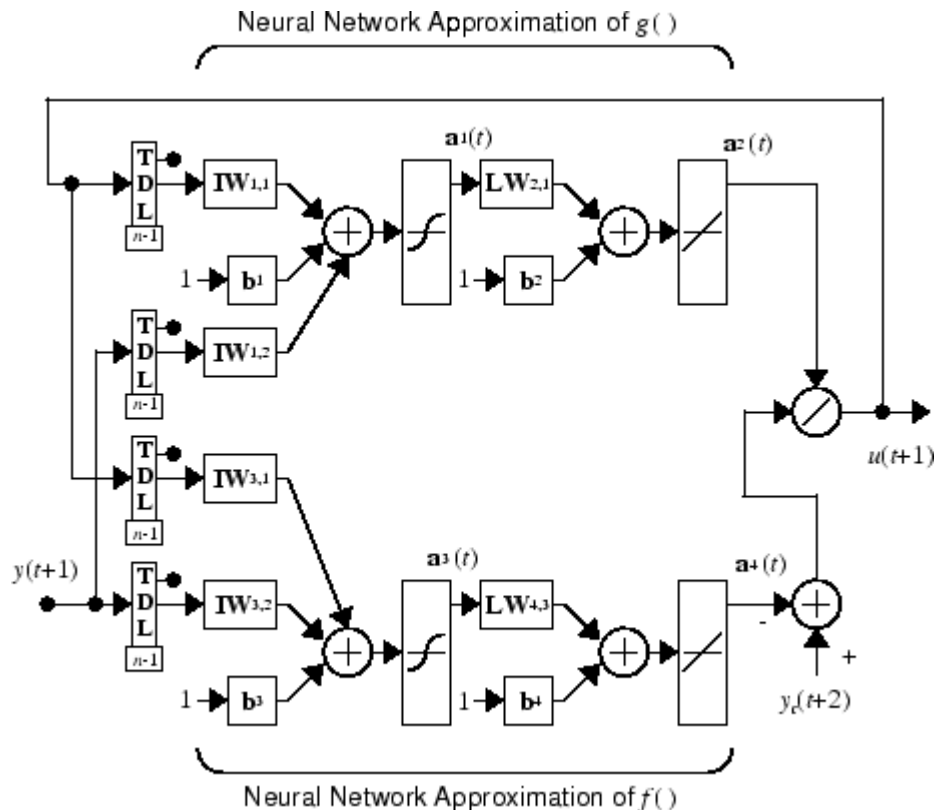 Neural Network Approximation of g( )
a1(t)
a2(t)
T
D
L
n-1
IW1,1
LW2,1
1
b1
1
b2
T
D
L
n-1
IW1,2
T
D
L
n-1
IW3,1
u(t+1)
y(t+1)
T
D
L
n-1
IW3,2
a3(t)
LW4,3
a4(t)
-
+
1
b3
1
b4
yr(t+2)
Neural Network Approximation of f( )